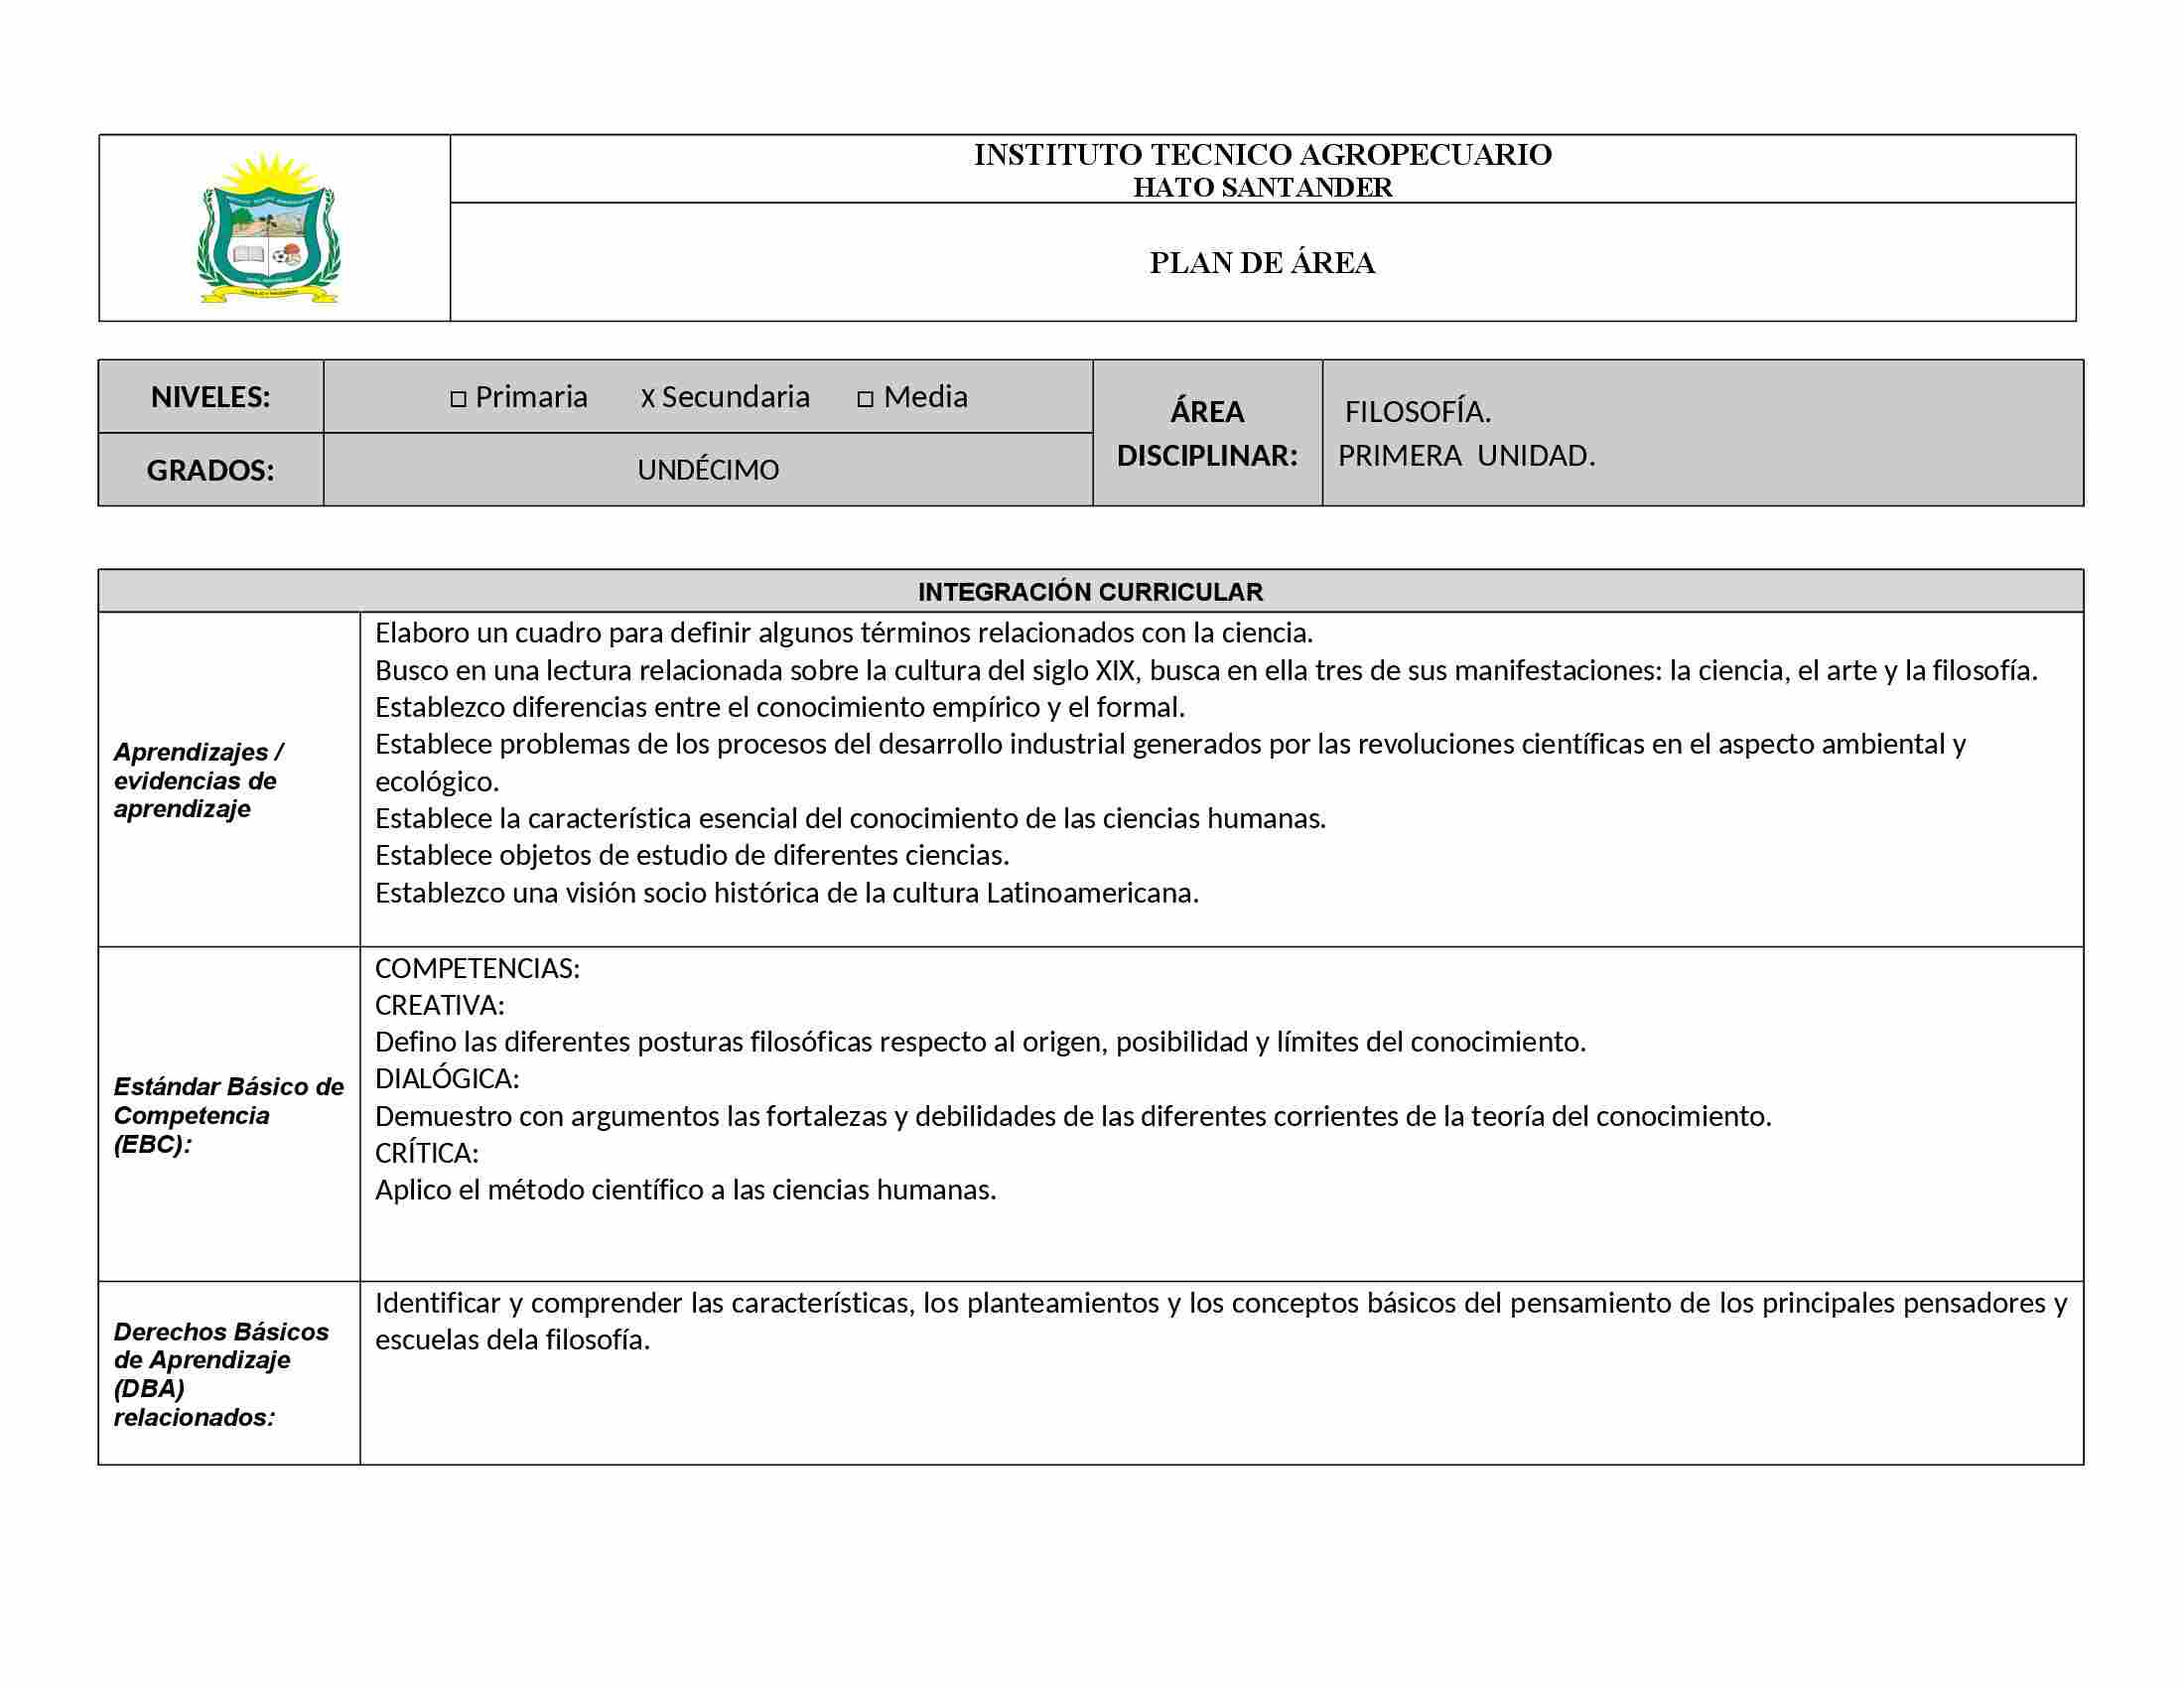 INSTITUTO TECNICO AGROPECUARIO
HATO SANTANDER
PLAN DE ÁREA
NIVELES:
□ Primaria X Secundaria □ Media
GRADOS:
UNDÉCIMO
ÁREA
DISCIPLINAR:
FILOSOFÍA.
PRIMERA UNIDAD.
INTEGRACIÓN CURRICULAR
Aprendizajes /
evidencias de
aprendizaje
Elaboro un cuadro para definir algunos términos relacionados con la ciencia.
Busco en una lectura relacionada sobre la cultura del siglo XIX, busca en ella tres de sus manifestaciones: la ciencia, el arte y la filosofía.
Establezco diferencias entre el conocimiento empírico y el formal.
Establece problemas de los procesos del desarrollo industrial generados por las revoluciones científicas en el aspecto ambiental y
ecológico.
Establece la característica esencial del conocimiento de las ciencias humanas.
Establece objetos de estudio de diferentes ciencias.
Establezco una visión socio histórica de la cultura Latinoamericana.
Estándar Básico de
Competencia
(EBC):
COMPETENCIAS:
CREATIVA:
Defino las diferentes posturas filosóficas respecto al origen, posibilidad y límites del conocimiento.
DIALÓGICA:
Demuestro con argumentos las fortalezas y debilidades de las diferentes corrientes de la teoría del conocimiento.
CRÍTICA:
Aplico el método científico a las ciencias humanas.
Derechos Básicos
de Aprendizaje
(DBA)
relacionados:
Identificar y comprender las características, los planteamientos y los conceptos básicos del pensamiento de los principales pensadores y
escuelas dela filosofía.